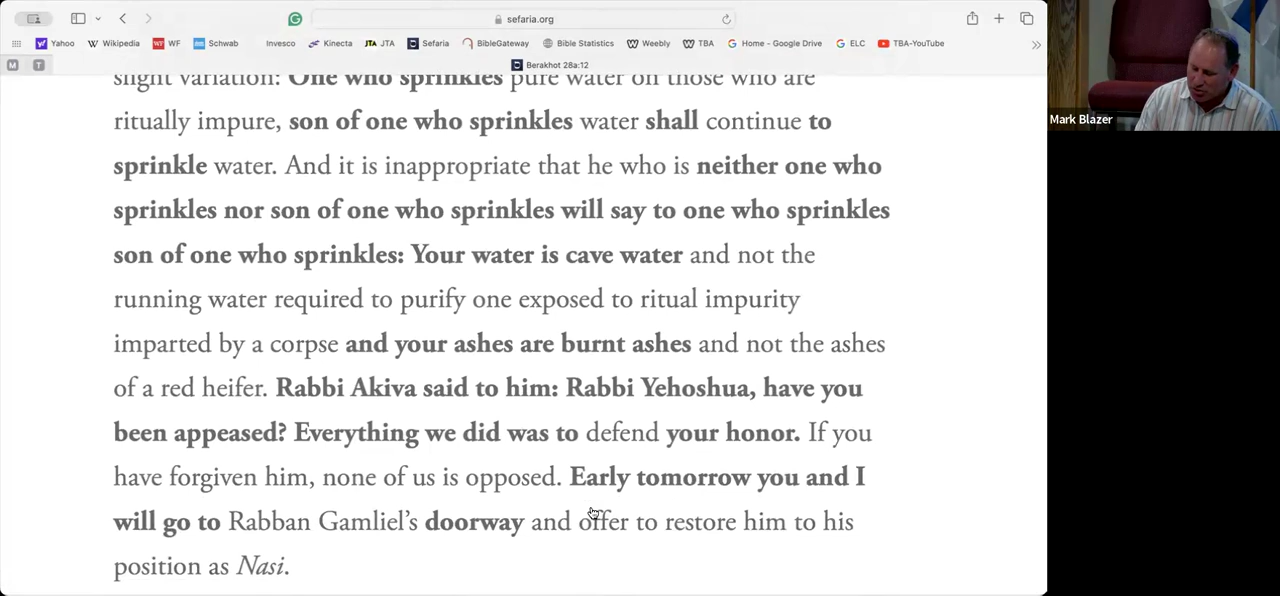 sefaria.org
Yahoo Wikipedia WF WF Schwab Invesco Kinecta JTA JTA Sefaria BibleGateway Bible Statistics Weebly TBA Home - Google Drive ELC TBA-YouTube
M T Berakhot 28a:12
slight variation: One who sprinkles pure water on those who are
ritually impure, son of one who sprinkles water shall continue to
sprinkle water. And it is inappropriate that he who is neither one who
sprinkles nor son of one who sprinkles will say to one who sprinkles
son of one who sprinkles: Your water is cave water and not the
running water required to purify one exposed to ritual impurity
imparted by a corpse and your ashes are burnt ashes and not the ashes
of a red heifer. Rabbi Akiva said to him: Rabbi Yehoshua, have you
been appeased? Everything we did was to defend your honor. If you
have forgiven him, none of us is opposed. Early tomorrow you and I
will go to Rabban Gamliel’s doorway and offer to restore him to his
position as Nasi.
Mark Blazer